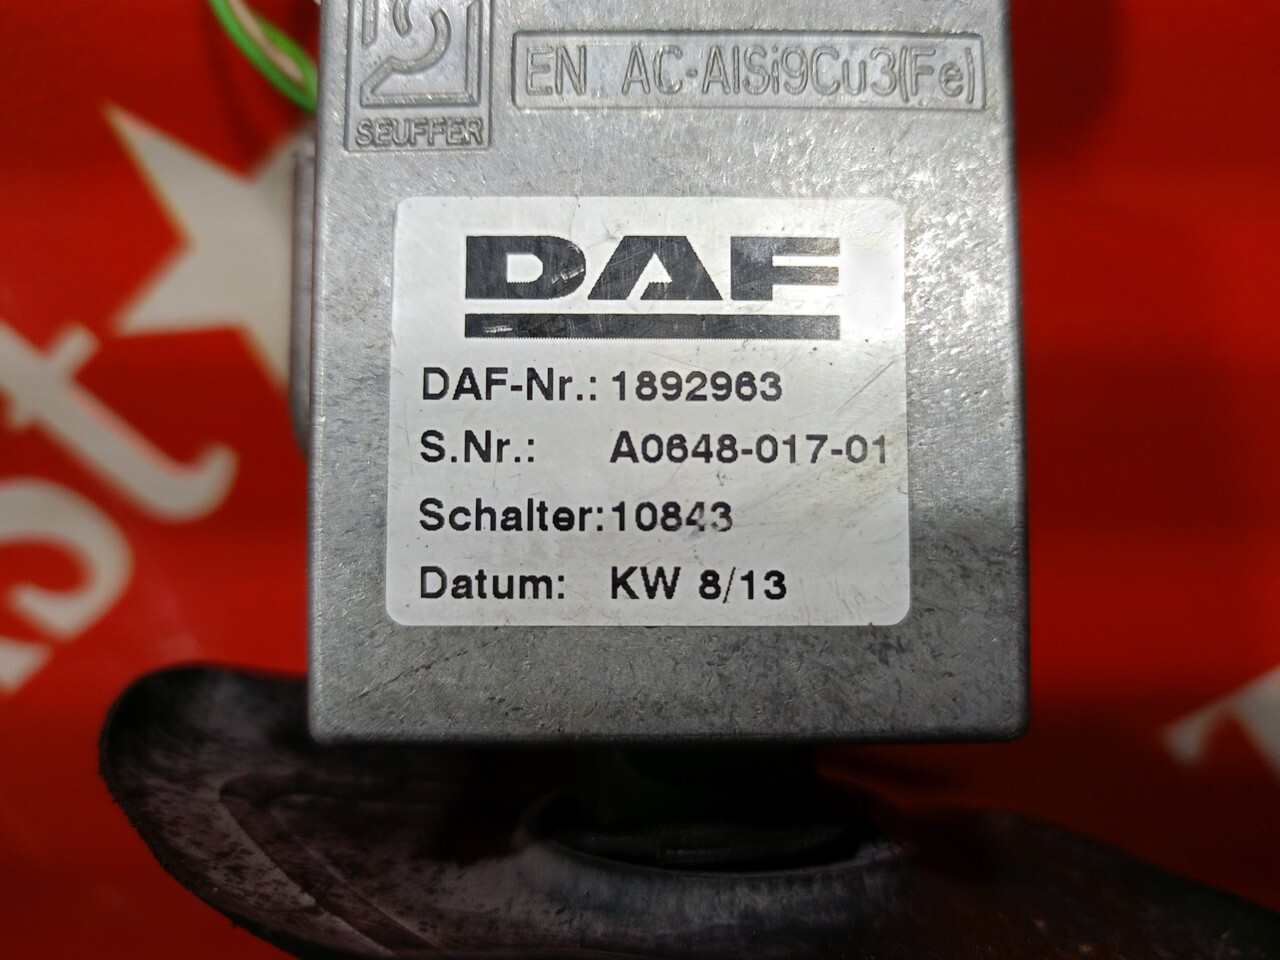 EN AC-AlSi9Cu3(Fe)
SEUFFER
DAF
DAF-Nr.: 1892963
S.Nr.: A0648-017-01
Schalter: 10843
Datum: KW 8/13